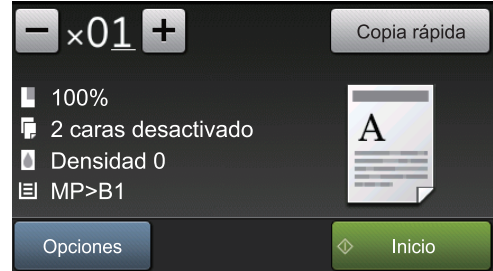 ×01
Copia rápida
100%
2 caras desactivado
Densidad 0
MP>B1
A
Opciones
Inicio